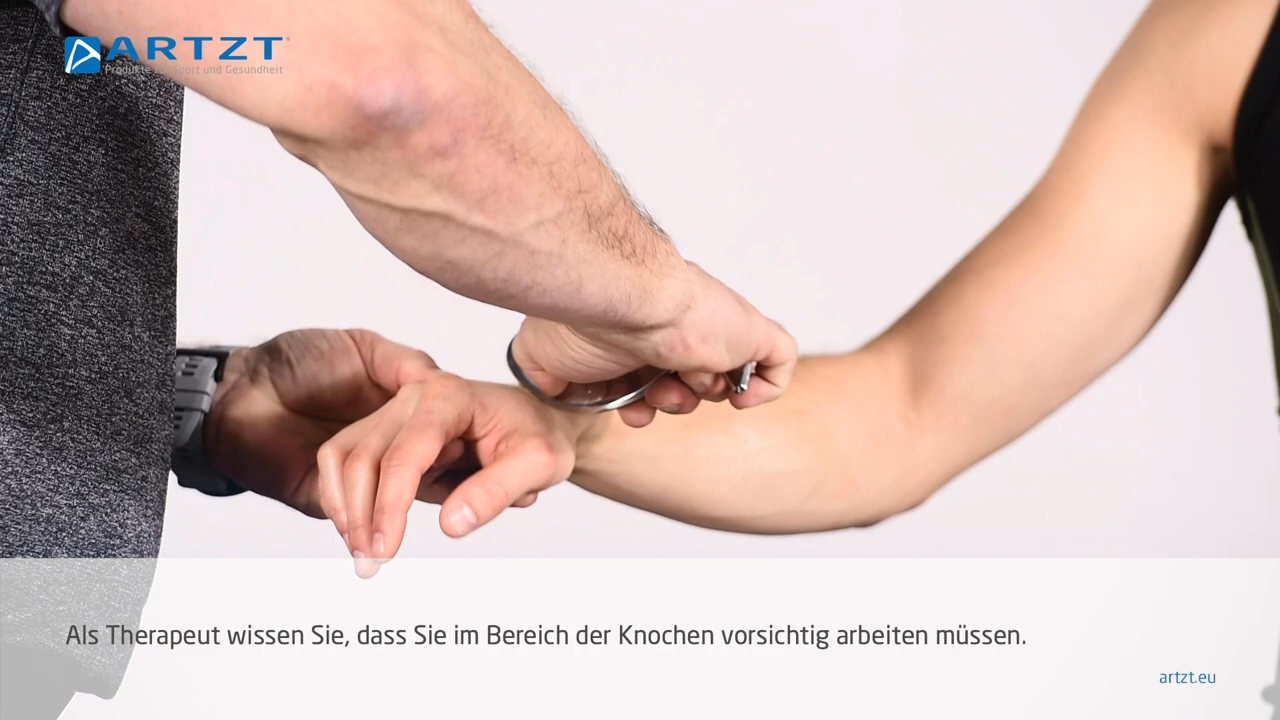 ARTZT
Produkte für Sport und Gesundheit
Als Therapeut wissen Sie, dass Sie im Bereich der Knochen vorsichtig arbeiten müssen.
artzt.eu